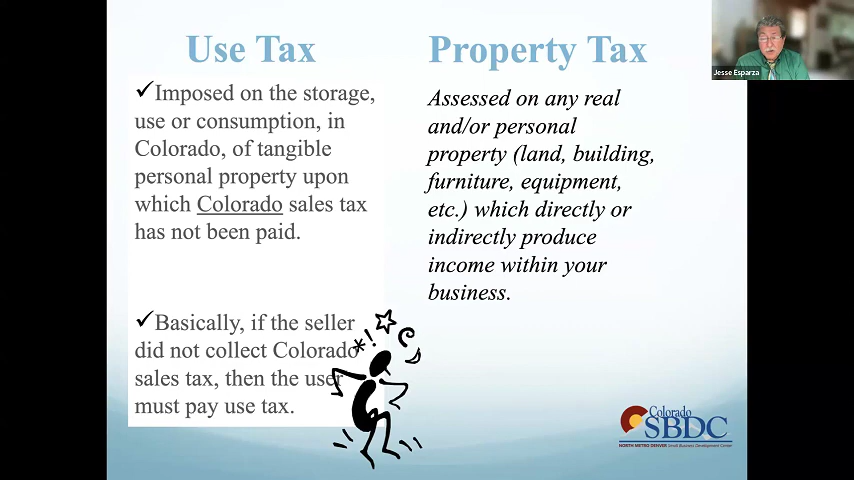 Use Tax
✓Imposed on the storage,
use or consumption, in
Colorado, of tangible
personal property upon
which Colorado sales tax
has not been paid.
✓Basically, if the seller
did not collect Colorado
sales tax, then the user
must pay use tax.
Property Tax
Assessed on any real
and/or personal
property (land, building,
furniture, equipment,
etc.) which directly or
indirectly produce
income within your
business.
Jesse Esparza
Colorado
SBDC
NORTH METRO DENVER Small Business Development Center